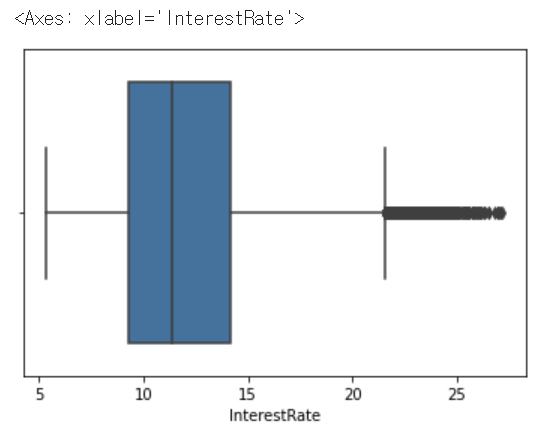 <Axes: xlabel='InterestRate'>
5 10 15 20 25
InterestRate